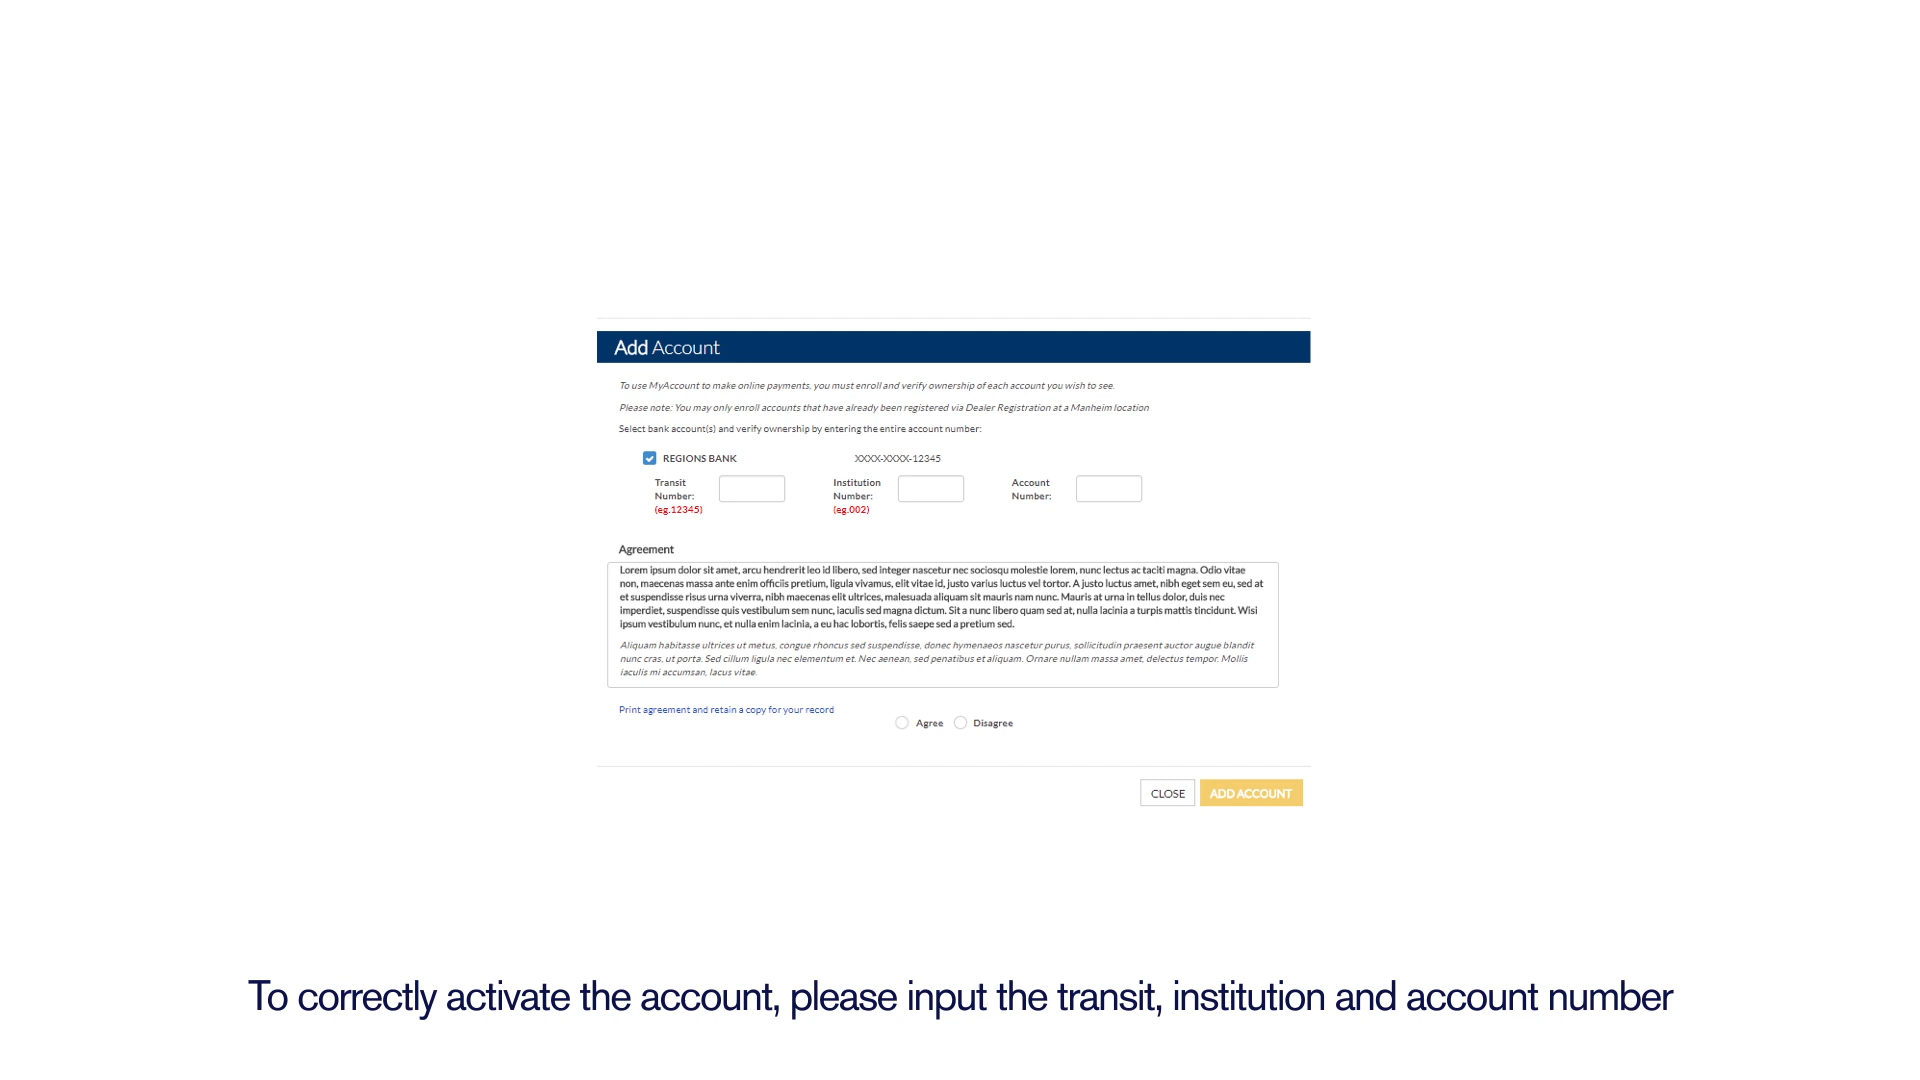 Add Account
To use MyAccount to make online payments, you must enroll and verify ownership of each account you wish to see.
Please note: You may only enroll accounts that have already been registered via Dealer Registration at a Manheim location
Select bank account(s) and verify ownership by entering the entire account number:
REGIONS BANK XXXX-XXXX-12345
Transit Number: (eg.12345)
Institution Number: (eg.002)
Account Number:
Agreement
Lorem ipsum dolor sit amet, arcu hendrerit leo id libero, sed integer nascetur nec sociosqu molestie lorem, nunc lectus ac taciti magna. Odio vitae
non, maecenas massa ante enim officiis pretium, ligula vivamus, elit vitae id, justo varius luctus vel tortor. A justo luctus amet, nibh eget sem eu, sed at
et suspendisse risus urna viverra, nibh maecenas elit ultrices, malesuada aliquam sit mauris nam nunc. Mauris at urna in tellus dolor, duis nec
imperdiet, suspendisse quis vestibulum sem nunc, iaculis sed magna dictum. Sit a nunc libero quam sed at, nulla lacinia a turpis mattis tincidunt. Wisi
ipsum vestibulum nunc, et nulla enim lacinia, a eu hac lobortis, felis saepe sed a pretium sed.
Aliquam habitasse ultrices ut metus, congue rhoncus sed suspendisse, donec hymenaeos nascetur purus, sollicitudin praesent auctor augue blandit
nunc cras, ut porta. Sed cillum ligula nec elementum et. Nec aenean, sed penatibus et aliquam. Ornare nullam massa amet, delectus tempor. Mollis
iaculis mi accumsan, lacus vitae.
Print agreement and retain a copy for your record
Agree Disagree
CLOSE ADD ACCOUNT
To correctly activate the account, please input the transit, institution and account number